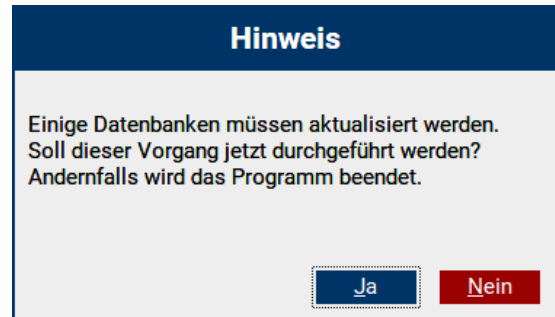 Hinweis
Einige Datenbanken müssen aktualisiert werden.
Soll dieser Vorgang jetzt durchgeführt werden?
Andernfalls wird das Programm beendet.
Ja
Nein